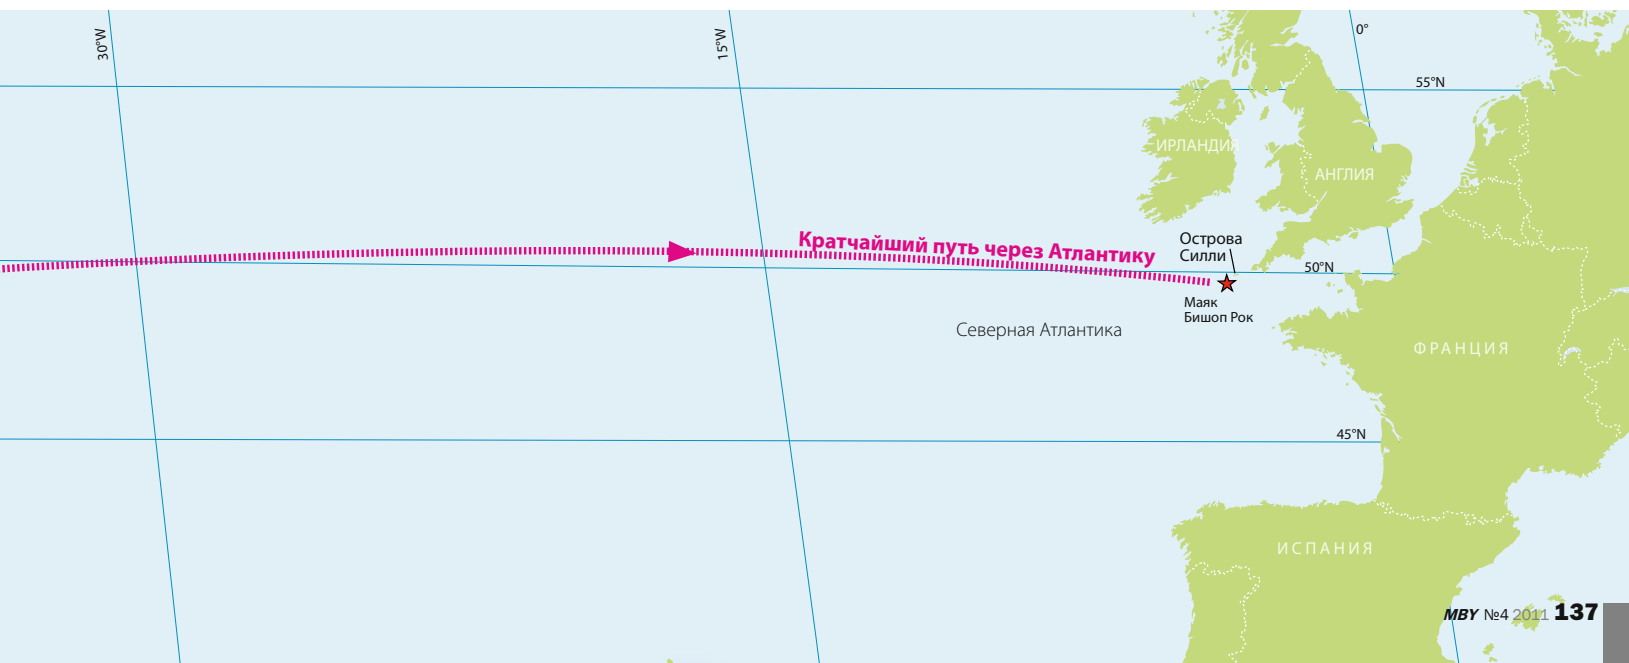 30°W
15°W
0°
55°N
ИРЛАНДИЯ
АНГЛИЯ
Кратчайший путь через Атлантику
Острова
Силли
50°N
Маяк
Бишоп Рок
Северная Атлантика
ФРАНЦИЯ
45°N
ИСПАНИЯ
MBY №4 2011 137